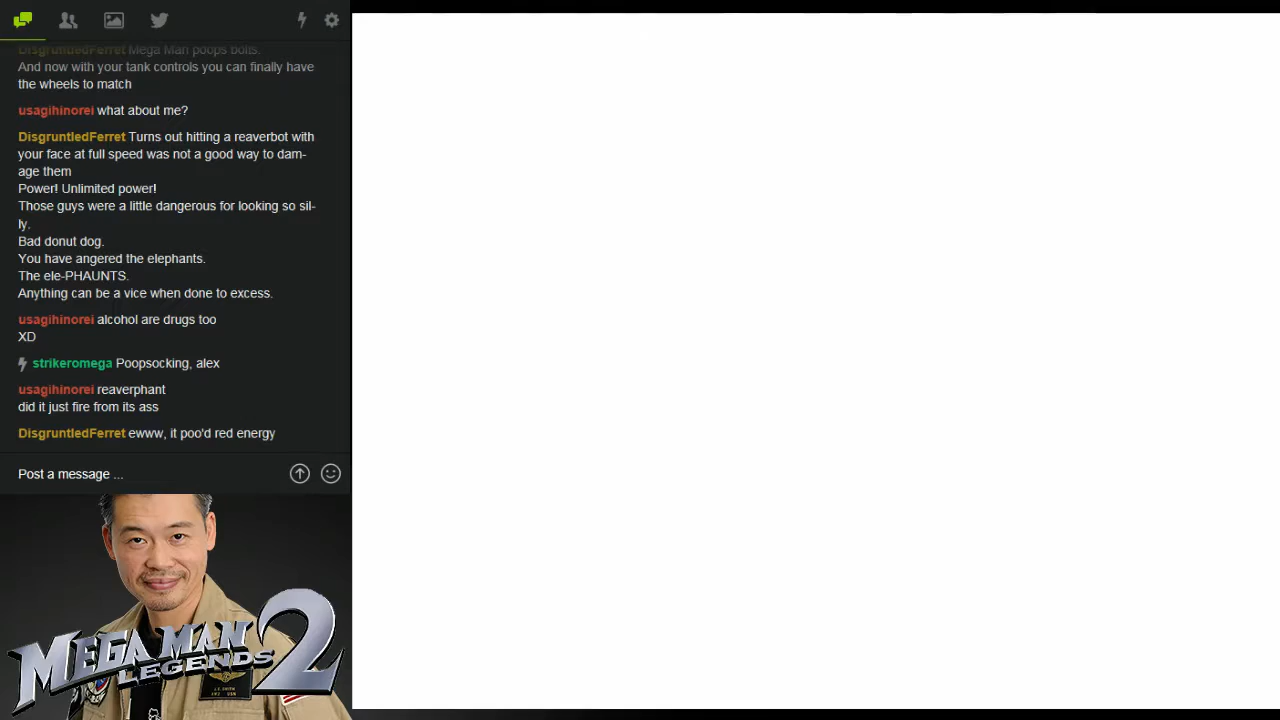 DisgruntledFerret Mega Man poops bolts.
And now with your tank controls you can finally have
the wheels to match
usagihinorei what about me?
DisgruntledFerret Turns out hitting a reaverbot with
your face at full speed was not a good way to dam-
age them
Power! Unlimited power!
Those guys were a little dangerous for looking so sil-
ly.
Bad donut dog.
You have angered the elephants.
The ele-PHAUNTS.
Anything can be a vice when done to excess.
usagihinorei alcohol are drugs too
XD
strikeromega Poopsocking, alex
usagihinorei reaverphant
did it just fire from its ass
DisgruntledFerret ewww, it poo'd red energy
Post a message ...
MEGA MAN
LEGENDS 2